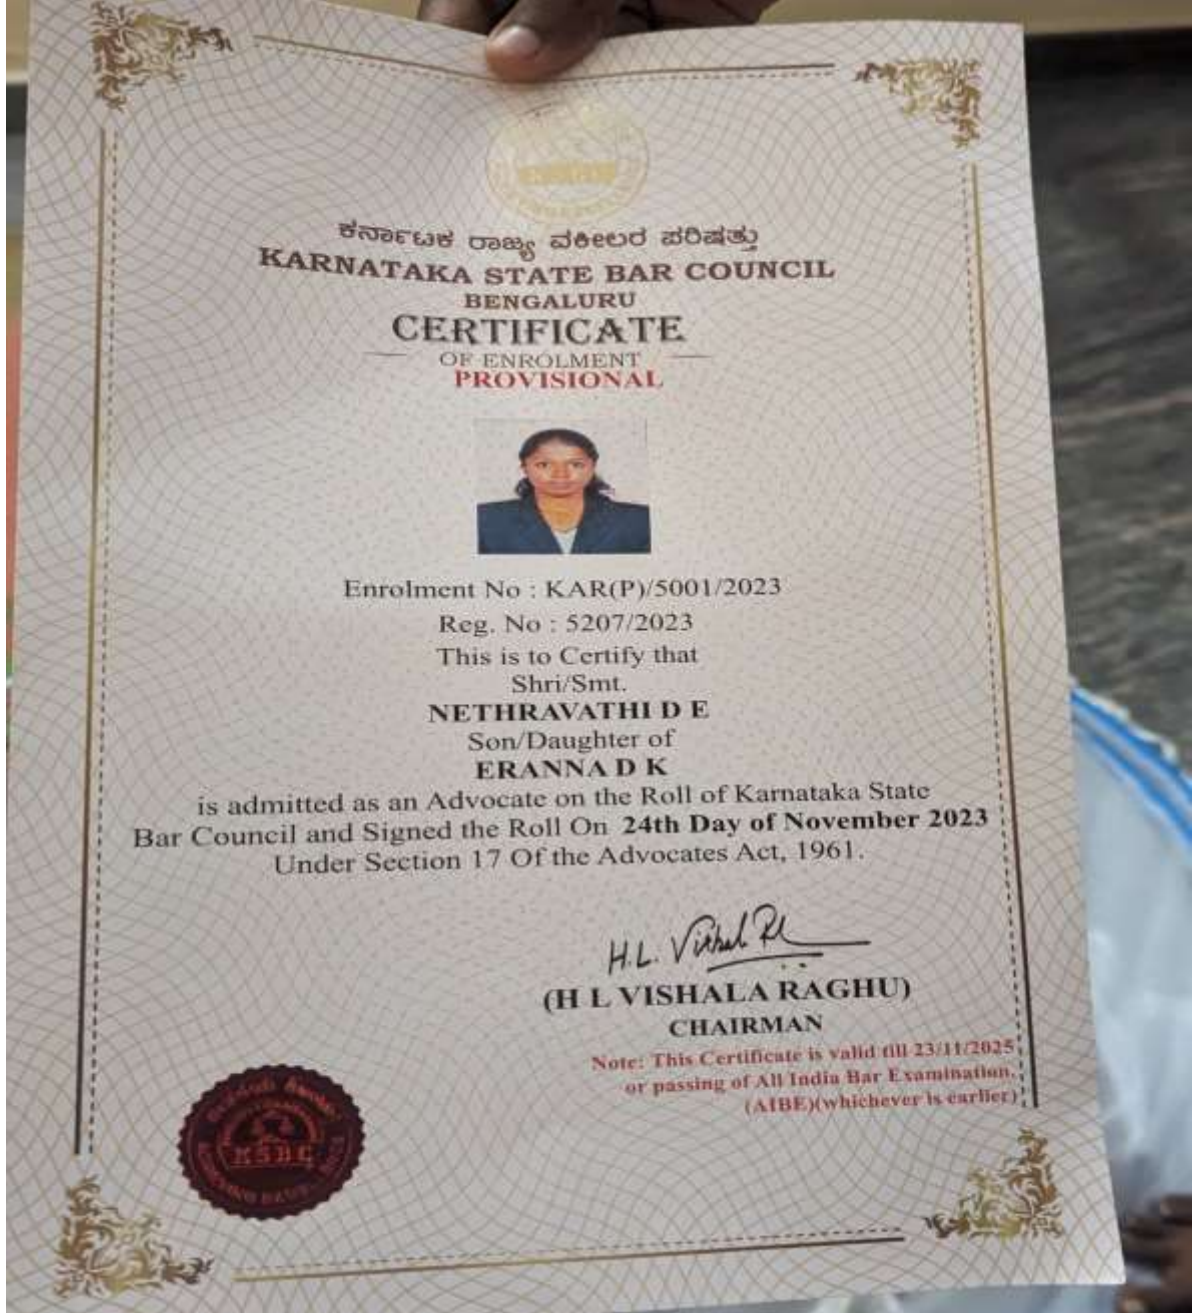 ಕರ್ನಾಟಕ ರಾಜ್ಯ ವಕೀಲರ ಪರಿಷತ್ತು
KARNATAKA STATE BAR COUNCIL
BENGALURU
CERTIFICATE
OF ENROLMENT
PROVISIONAL
Enrolment No : KAR(P)/5001/2023
Reg. No : 5207/2023
This is to Certify that
Shri/Smt.
NETHRAVATHI D E
Son/Daughter of
ERANNA D K
is admitted as an Advocate on the Roll of Karnataka State
Bar Council and Signed the Roll On 24th Day of November 2023
Under Section 17 Of the Advocates Act, 1961.
H.L. Vishal R
(H L VISHALA RAGHU)
CHAIRMAN
Note: This Certificate is valid till 23/11/2025
or passing of All India Bar Examination.
(AIBE)(whichever is earlier)
KSBC